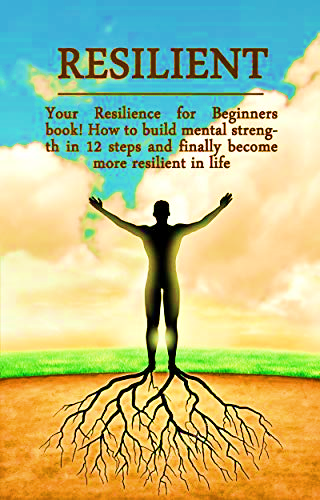 RESILIENT
Your Resilience for Beginners
book! How to build mental streng-
th in 12 steps and finally become
more resilient in life